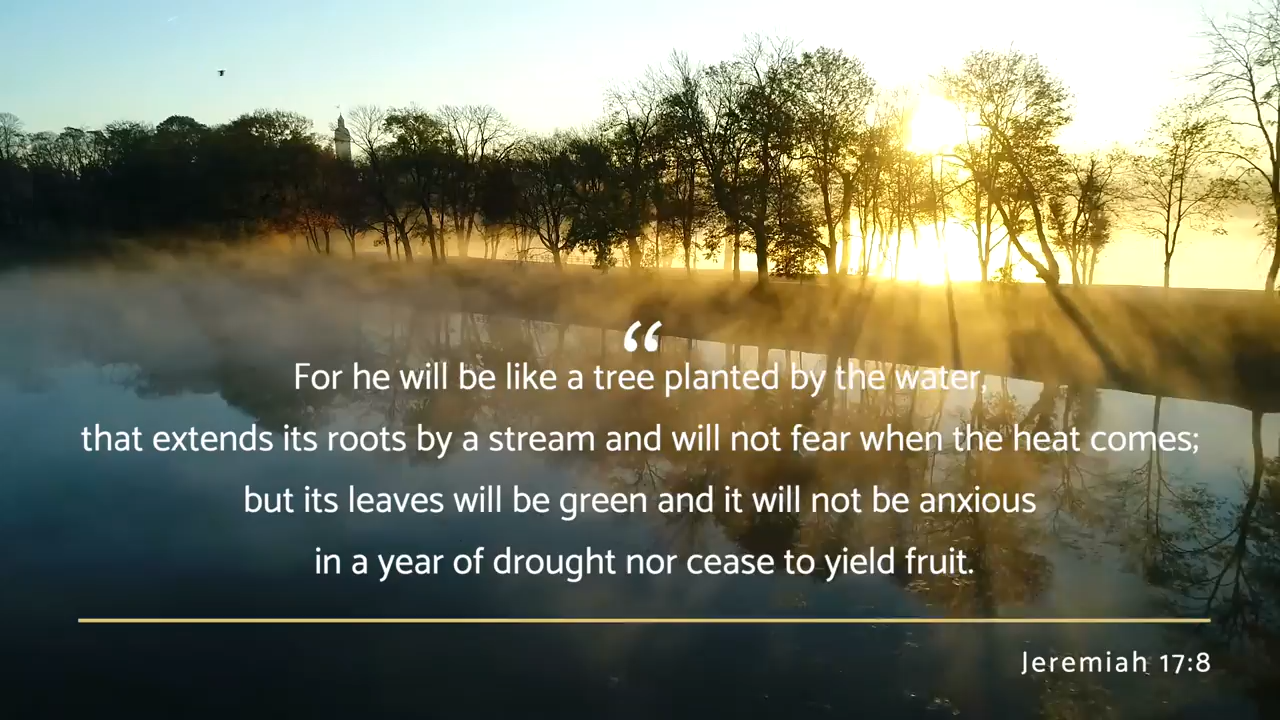 “
For he will be like a tree planted by the water,
that extends its roots by a stream and will not fear when the heat comes;
but its leaves will be green and it will not be anxious
in a year of drought nor cease to yield fruit.
Jeremiah 17:8